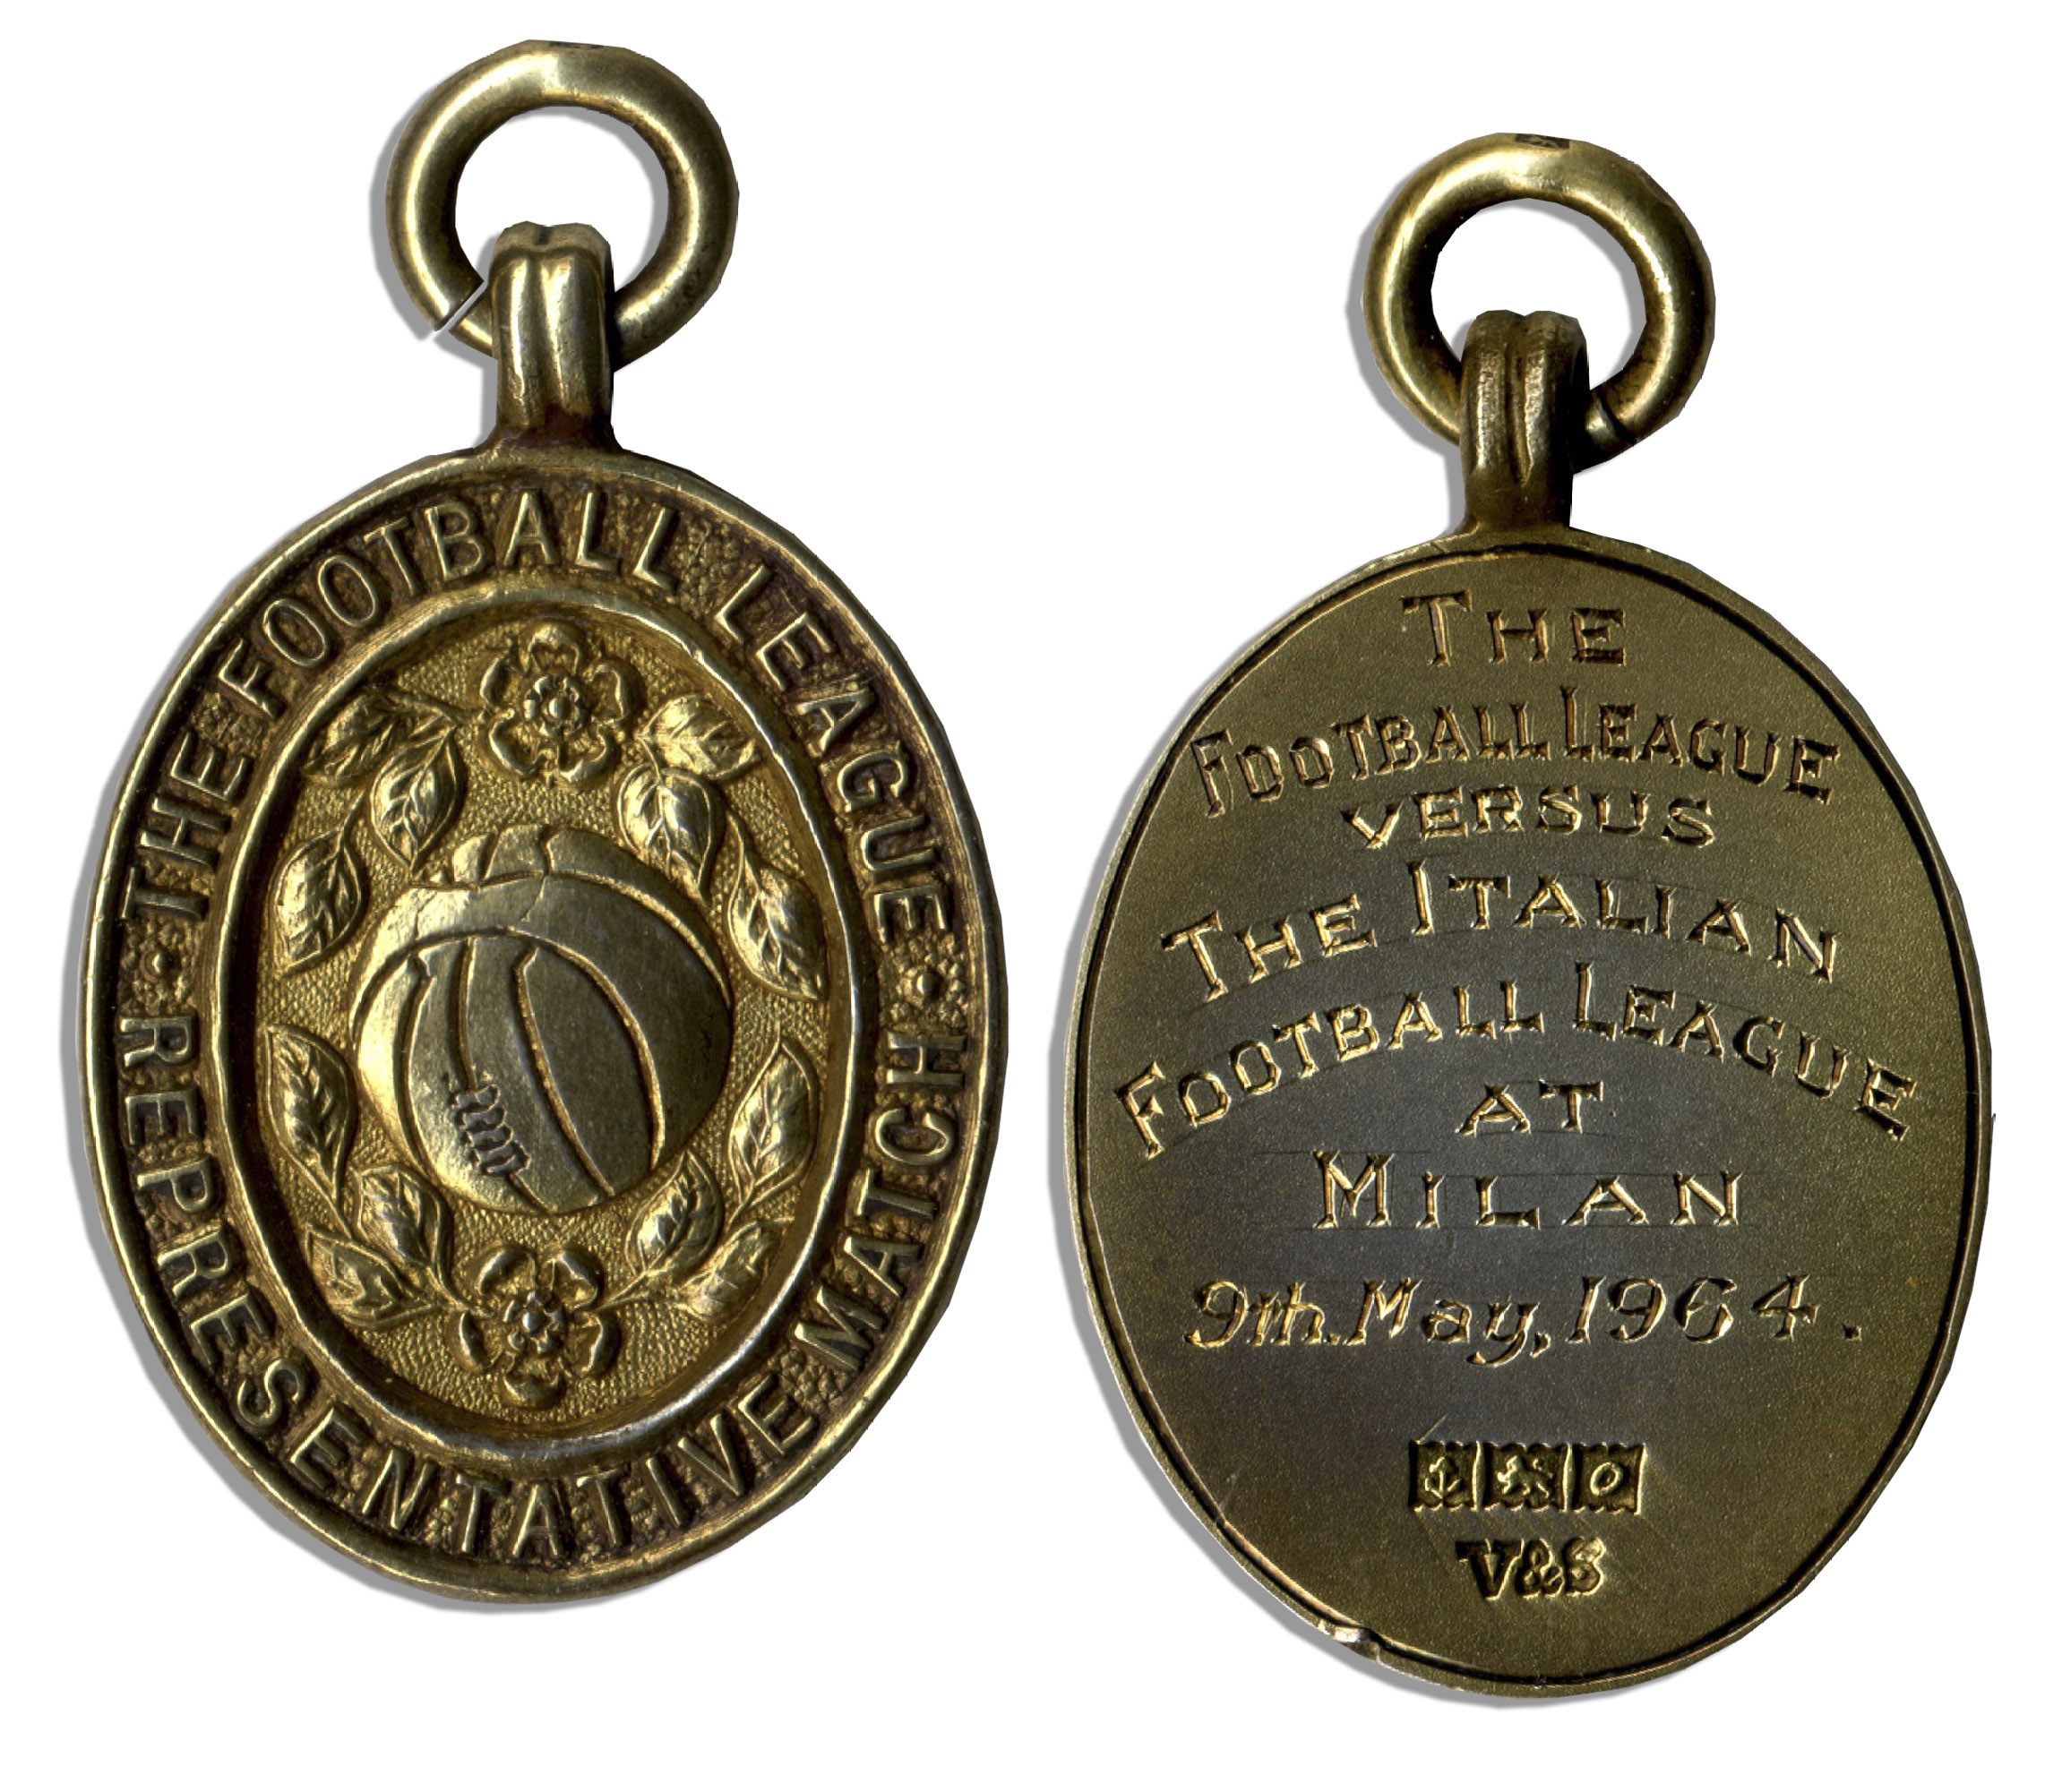 THE FOOTBALL LEAGUE
REPRESENTATIVE MATCH
THE
FOOTBALL LEAGUE
VERSUS
THE ITALIAN
FOOTBALL LEAGUE
AT
MILAN
9th. May, 1964.
V&S